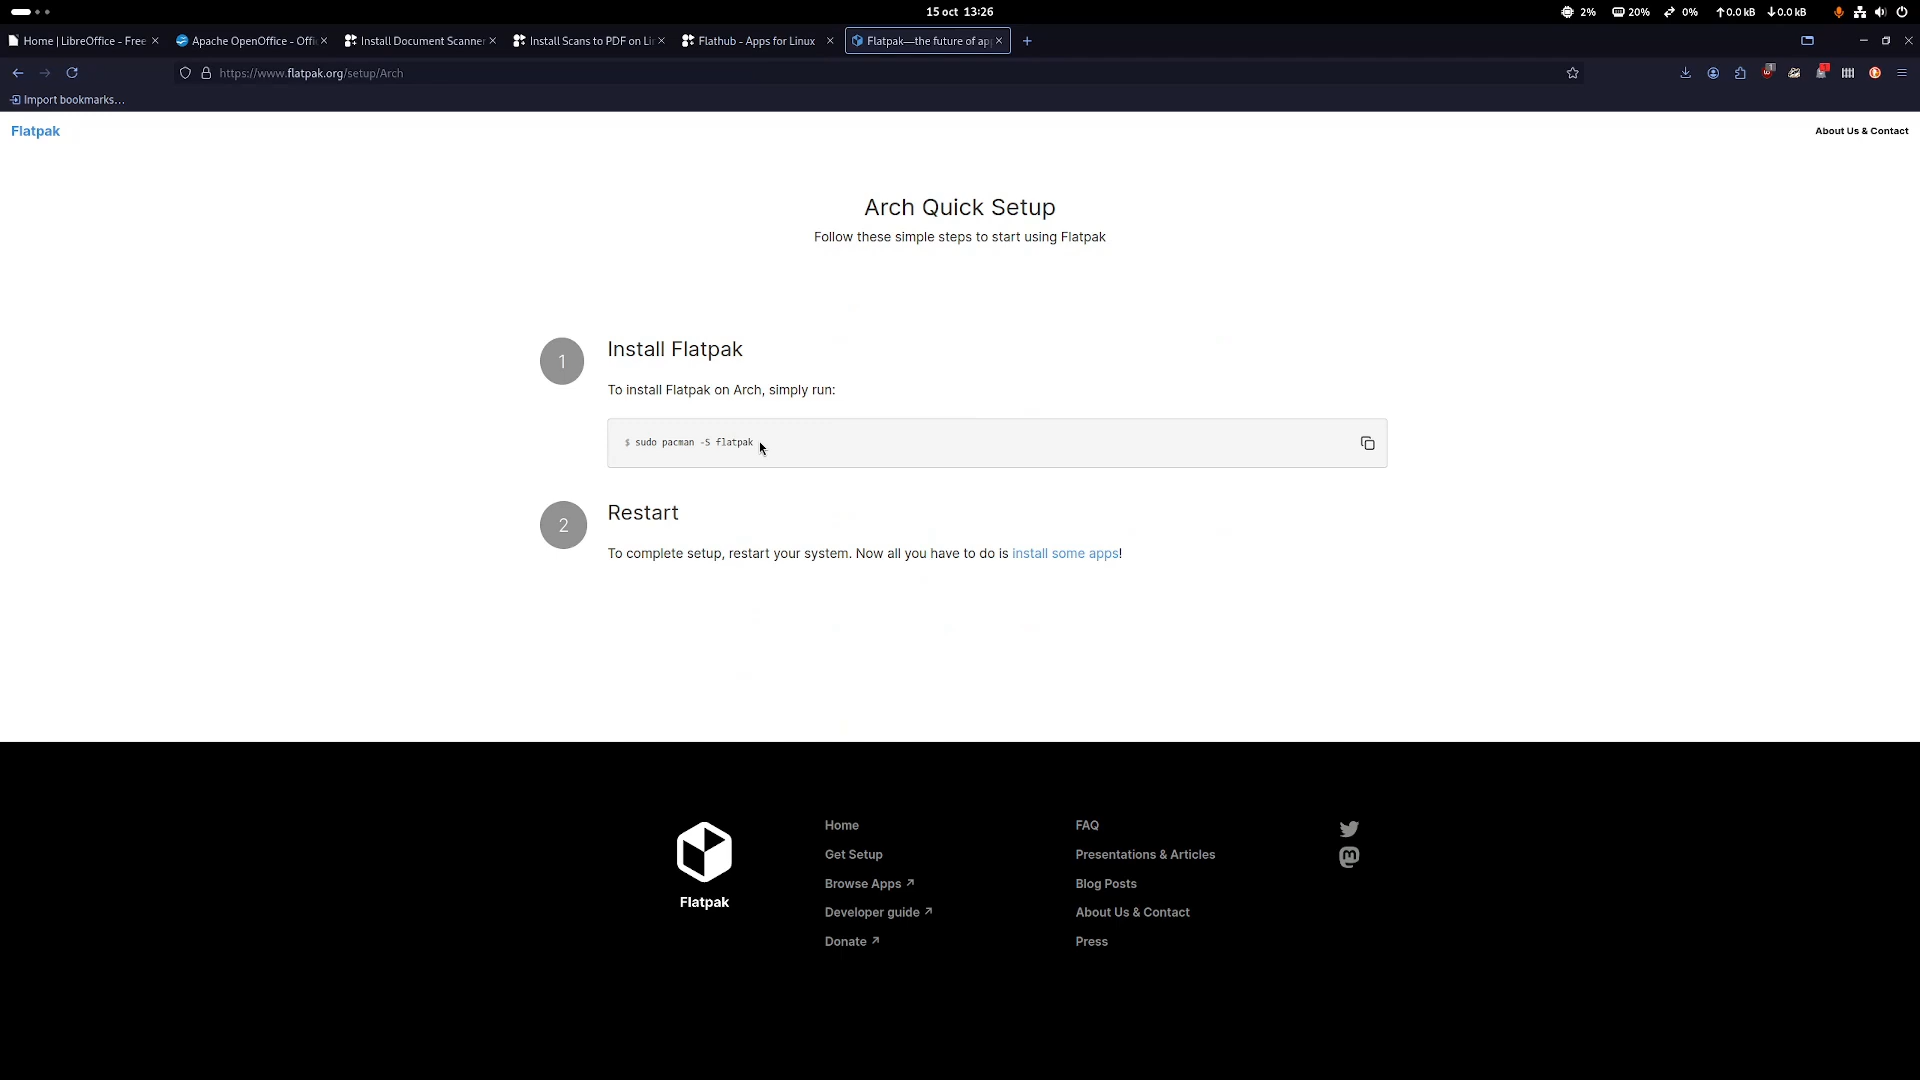 15 oct 13:26
2%
20%
0%
↑0.0 kB
↓0.0 kB
Home | LibreOffice - Free
Apache OpenOffice - Offi
Install Document Scanner
Install Scans to PDF on Li
Flathub - Apps for Linux
Flatpak—the future of ap
https://www.flatpak.org/setup/Arch
1
1
Import bookmarks…
Flatpak
About Us & Contact
Arch Quick Setup
Follow these simple steps to start using Flatpak
1
Install Flatpak
To install Flatpak on Arch, simply run:
$ sudo pacman -S flatpak
2
Restart
To complete setup, restart your system. Now all you have to do is install some apps!
Flatpak
Home
Get Setup
Browse Apps ↗
Developer guide ↗
Donate ↗
FAQ
Presentations & Articles
Blog Posts
About Us & Contact
Press